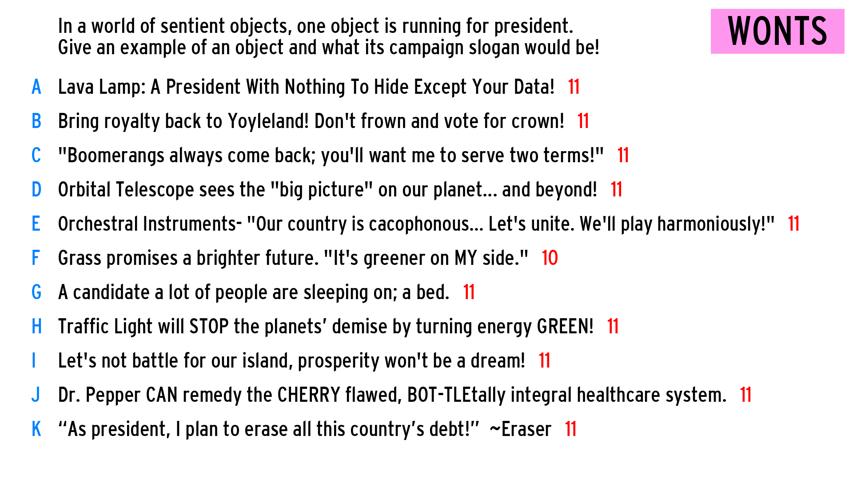 In a world of sentient objects, one object is running for president.
Give an example of an object and what its campaign slogan would be!
WONTS
A Lava Lamp: A President With Nothing To Hide Except Your Data! 11
B Bring royalty back to Yoyleland! Don't frown and vote for crown! 11
C "Boomerangs always come back; you'll want me to serve two terms!" 11
D Orbital Telescope sees the "big picture" on our planet... and beyond! 11
E Orchestral Instruments- "Our country is cacophonous... Let's unite. We'll play harmoniously!" 11
F Grass promises a brighter future. "It's greener on MY side." 10
G A candidate a lot of people are sleeping on; a bed. 11
H Traffic Light will STOP the planets’ demise by turning energy GREEN! 11
I Let's not battle for our island, prosperity won't be a dream! 11
J Dr. Pepper CAN remedy the CHERRY flawed, BOT-TLEtally integral healthcare system. 11
K “As president, I plan to erase all this country’s debt!” ~Eraser 11